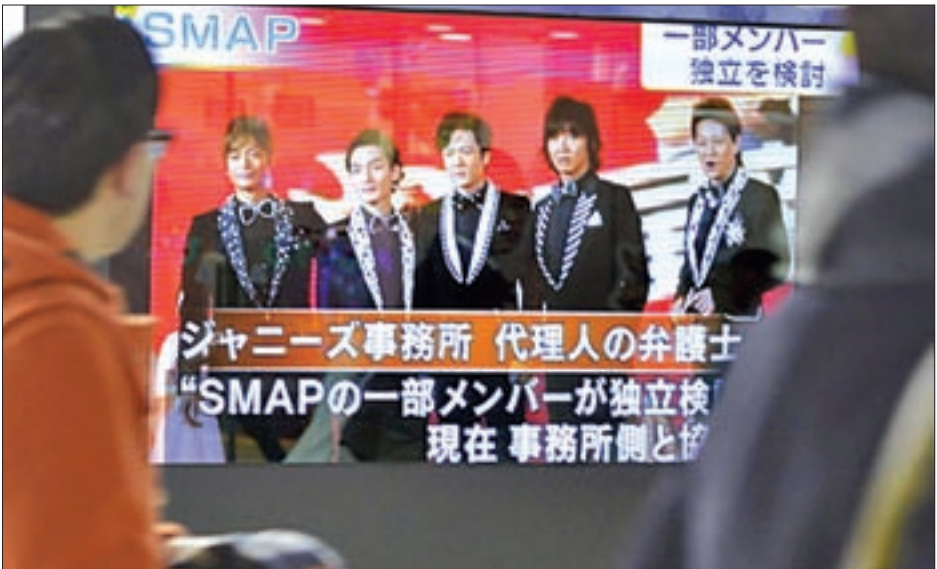 SMAP
一部メンバー
独立を検討
ジャニーズ事務所 代理人の弁護士
“SMAPの一部メンバーが独立検
現在 事務所側と協